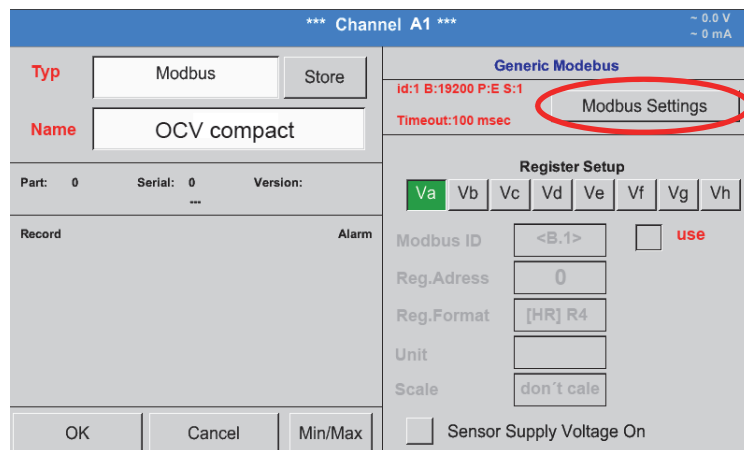 *** Channel A1 ***
~ 0.0 V
~ 0 mA
Typ
Modbus
Store
Name
OCV compact
Part: 0 Serial: 0 Version:
---
Record Alarm
OK
Cancel
Min/Max
Generic Modebus
id:1 B:19200 P:E S:1
Timeout:100 msec
Modbus Settings
Register Setup
Va Vb Vc Vd Ve Vf Vg Vh
Modbus ID <B.1> use
Reg.Adress 0
Reg.Format [HR] R4
Unit
Scale don´t cale
Sensor Supply Voltage On